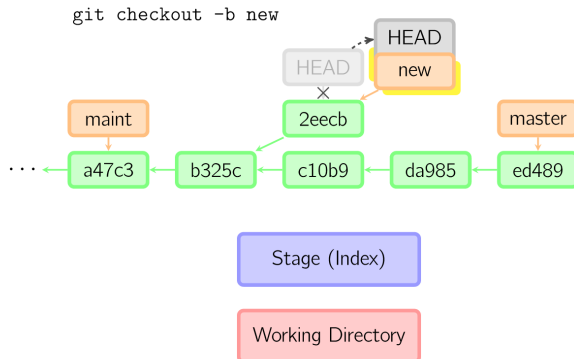 git checkout -b new
HEAD
HEAD
new
maint
2eecb
master
...
a47c3
b325c
c10b9
da985
ed489
Stage (Index)
Working Directory